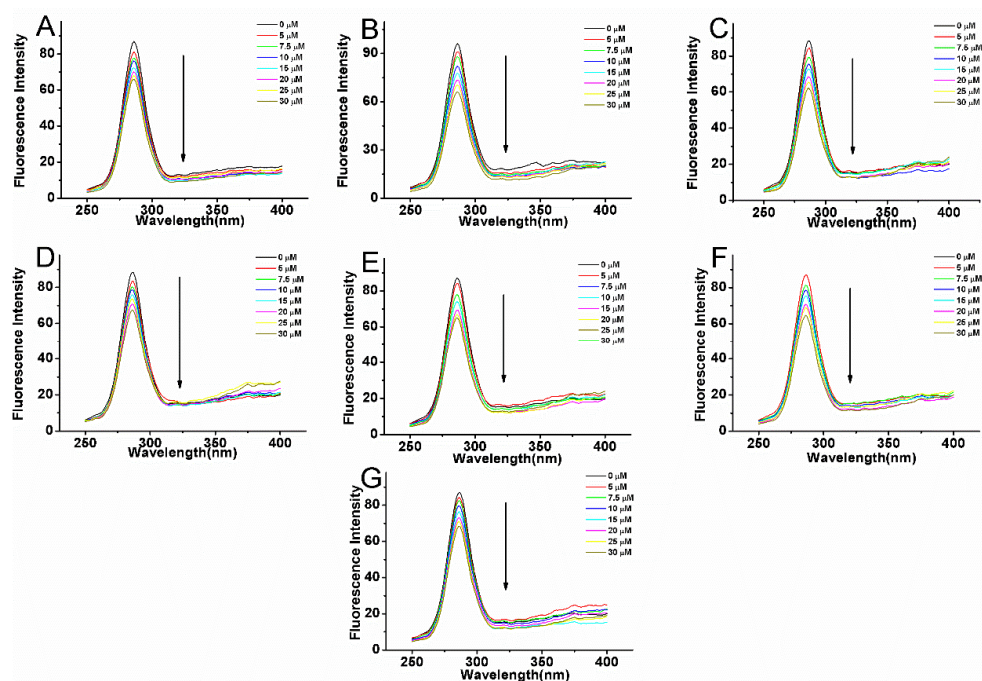 A
Fluorescence Intensity
80
60
40
20
0
250 300 350 400
Wavelength(nm)
0 μM
5 μM
7.5 μM
10 μM
15 μM
20 μM
25 μM
30 μM
B
Fluorescence Intensity
90
60
30
0
250 300 350 400
Wavelength(nm)
0 μM
5 μM
7.5 μM
10 μM
15 μM
20 μM
25 μM
30 μM
C
Fluorescence Intensity
80
60
40
20
0
250 300 350 400
Wavelength(nm)
0 μM
5 μM
7.5 μM
10 μM
15 μM
20 μM
25 μM
30 μM
D
Fluorescence Intensity
80
60
40
20
0
250 300 350 400
Wavelength(nm)
0 μM
5 μM
7.5 μM
10 μM
15 μM
20 μM
25 μM
30 μM
E
Fluorescence Intensity
80
60
40
20
0
250 300 350 400
Wavelength(nm)
0 μM
5 μM
7.5 μM
10 μM
15 μM
20 μM
25 μM
30 μM
F
Fluorescence Intensity
80
60
40
20
0
250 300 350 400
Wavelength(nm)
0 μM
5 μM
7.5 μM
10 μM
15 μM
20 μM
25 μM
30 μM
G
Fluorescence Intensity
80
60
40
20
0
250 300 350 400
Wavelength(nm)
0 μM
5 μM
7.5 μM
10 μM
15 μM
20 μM
25 μM
30 μM